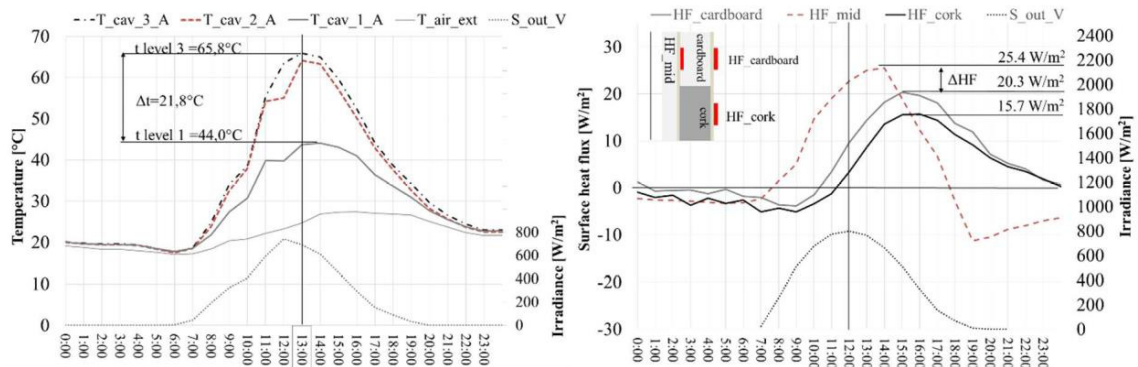 T_cav_3_A T_cav_2_A T_cav_1_A T_air_ext S_out_V
70
60
50
40
30
20
10
0
Temperature [°C]
t level 3 =65,8°C
Δt=21,8°C
t level 1 =44,0°C
800
600
400
200
0
Irradiance [W/m²]
0:00 1:00 2:00 3:00 4:00 5:00 6:00 7:00 8:00 9:00 10:00 11:00 12:00 13:00 14:00 15:00 16:00 17:00 18:00 19:00 20:00 21:00 22:00 23:00
HF_cardboard HF_mid HF_cork S_out_V
30
20
10
0
-10
-20
-30
Surface heat flux [W/m²]
HF_mid
cardboard
cork
HF_cardboard
HF_cork
25.4 W/m²
ΔHF
20.3 W/m²
15.7 W/m²
2400
2200
2000
1800
1600
1400
1200
1000
800
600
400
200
0
Irradiance [W/m²]
0:00 1:00 2:00 3:00 4:00 5:00 6:00 7:00 8:00 9:00 10:00 11:00 12:00 13:00 14:00 15:00 16:00 17:00 18:00 19:00 20:00 21:00 22:00 23:00